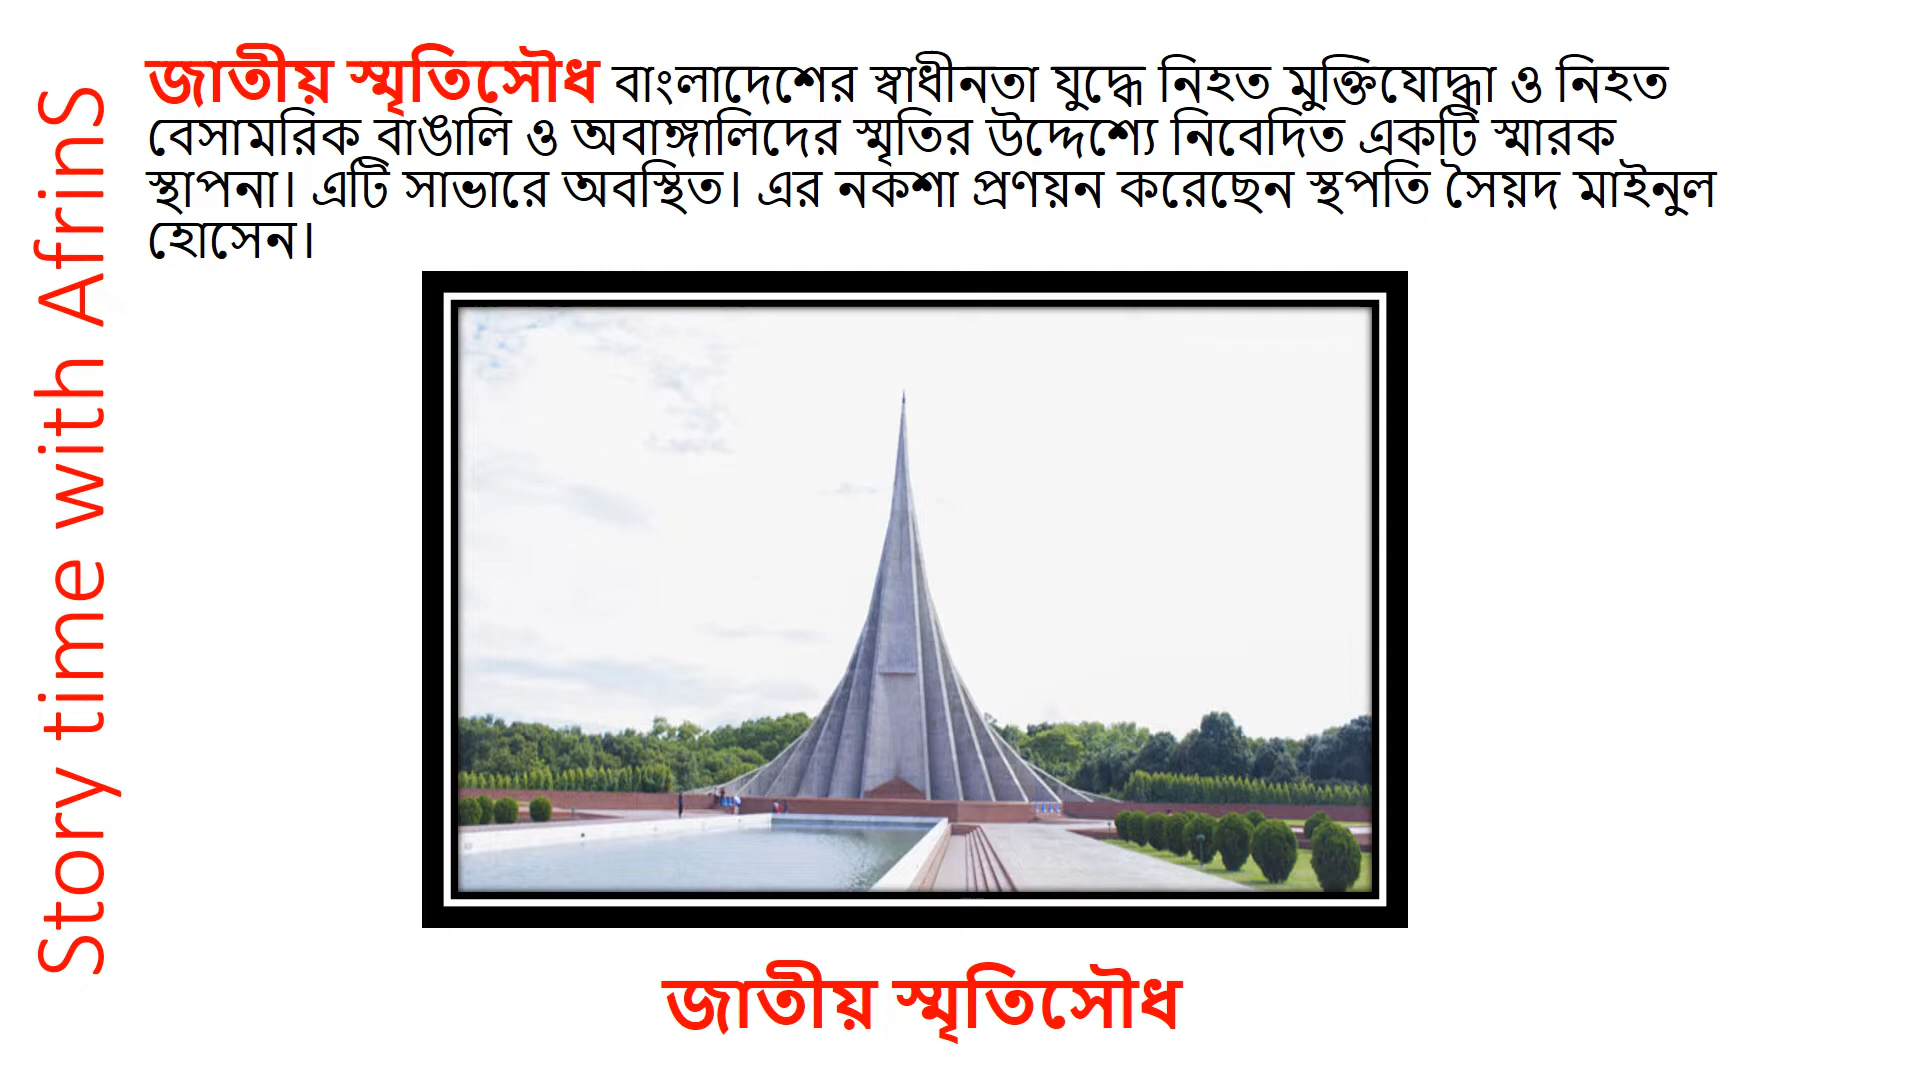 Story time with AfrinS
জাতীয় স্মৃতিসৌধ বাংলাদেশের স্বাধীনতা যুদ্ধে নিহত মুক্তিযোদ্ধা ও নিহত
বেসামরিক বাঙালি ও অবাঙ্গালিদের স্মৃতির উদ্দেশ্যে নিবেদিত একটি স্মারক
স্থাপনা। এটি সাভারে অবস্থিত। এর নকশা প্রণয়ন করেছেন স্থপতি সৈয়দ মাইনুল
হোসেন।
জাতীয় স্মৃতিসৌধ